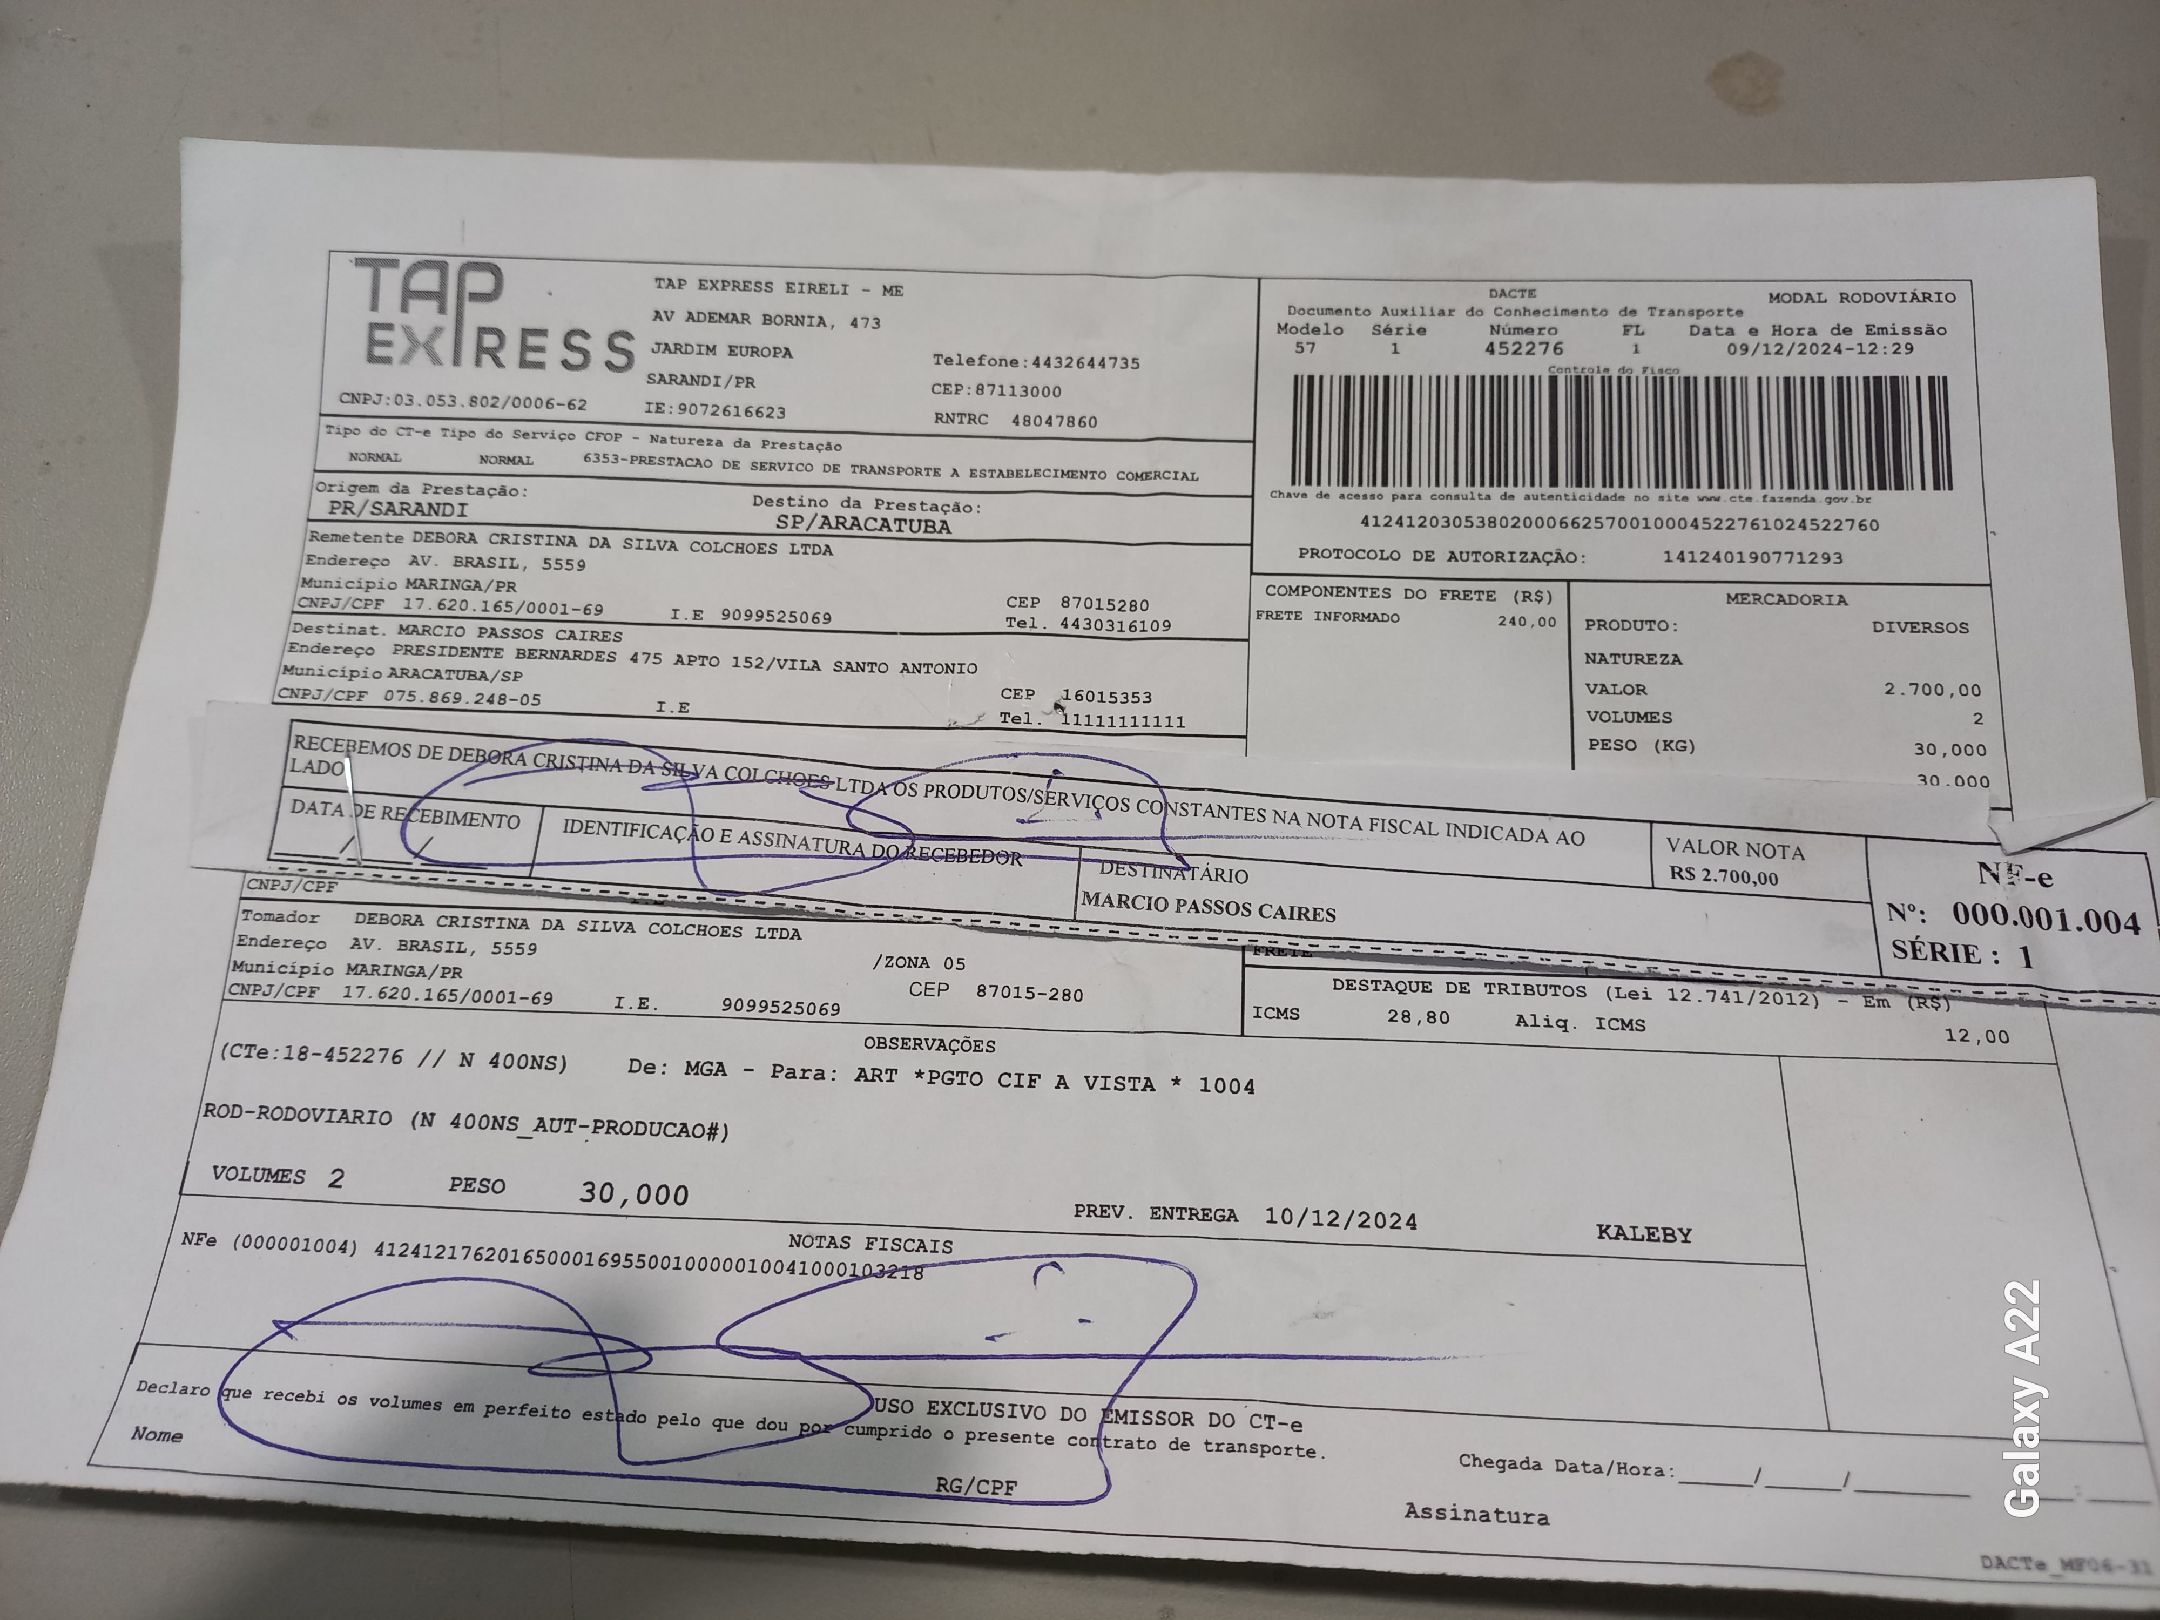 TAP
EXPRESS
TAP EXPRESS EIRELI - ME
AV ADEMAR BORNIA, 473
JARDIM EUROPA
Telefone:4432644735
SARANDI/PR
CEP:87113000
CNPJ:03.053.802/0006-62
IE:9072616623
RNTRC 48047860
DACTE
MODAL RODOVIÁRIO
Documento Auxiliar do Conhecimento de Transporte
Modelo Série Número FL Data e Hora de Emissão
57 1 452276 1 09/12/2024-12:29
Controle do Fisco
Chave de acesso para consulta de autenticidade no site www.cte.fazenda.gov.br
41241203053802000662570010004522761024522760
PROTOCOLO DE AUTORIZAÇÃO: 141240190771293
Tipo do CT-e Tipo do Serviço CFOP - Natureza da Prestação
NORMAL NORMAL 6353-PRESTACAO DE SERVICO DE TRANSPORTE A ESTABELECIMENTO COMERCIAL
Origem da Prestação: Destino da Prestação:
PR/SARANDI SP/ARACATUBA
Remetente DEBORA CRISTINA DA SILVA COLCHOES LTDA
Endereço AV. BRASIL, 5559
Município MARINGA/PR
CEP 87015280
CNPJ/CPF 17.620.165/0001-69 I.E 9099525069
Tel. 4430316109
Destinat. MARCIO PASSOS CAIRES
Endereço PRESIDENTE BERNARDES 475 APTO 152/VILA SANTO ANTONIO
Município ARACATUBA/SP
CEP 16015353
CNPJ/CPF 075.869.248-05 I.E
Tel. 11111111111
COMPONENTES DO FRETE (R$)
FRETE INFORMADO 240,00
MERCADORIA
PRODUTO: DIVERSOS
NATUREZA
VALOR 2.700,00
VOLUMES 2
PESO (KG) 30,000
30.000
RECEBEMOS DE DEBORA CRISTINA DA SILVA COLCHOES LTDA OS PRODUTOS/SERVIÇOS CONSTANTES NA NOTA FISCAL INDICADA AO
LADO
DATA DE RECEBIMENTO
/ /
IDENTIFICAÇÃO E ASSINATURA DO RECEBEDOR
DESTINATÁRIO
MARCIO PASSOS CAIRES
VALOR NOTA
R$ 2.700,00
NF-e
Nº: 000.001.004
SÉRIE : 1
CNPJ/CPF
Tomador DEBORA CRISTINA DA SILVA COLCHOES LTDA
Endereço AV. BRASIL, 5559
/ZONA 05
Município MARINGA/PR
CEP 87015-280
CNPJ/CPF 17.620.165/0001-69 I.E. 9099525069
FRETE
DESTAQUE DE TRIBUTOS (Lei 12.741/2012) - Em (R$)
ICMS 28,80 Aliq. ICMS 12,00
OBSERVAÇÕES
(CTe:18-452276 // N 400NS) De: MGA - Para: ART *PGTO CIF A VISTA * 1004
ROD-RODOVIARIO (N 400NS_AUT-PRODUCAO#)
VOLUMES 2 PESO 30,000
PREV. ENTREGA 10/12/2024 KALEBY
NOTAS FISCAIS
NFe (000001004) 41241217620165000169550010000010041000103218
USO EXCLUSIVO DO EMISSOR DO CT-e
Declaro que recebi os volumes em perfeito estado pelo que dou por cumprido o presente contrato de transporte.
Nome
RG/CPF
Chegada Data/Hora:_____/_____/______ ___:____
Assinatura
DACTe_MF06-31
Galaxy A22